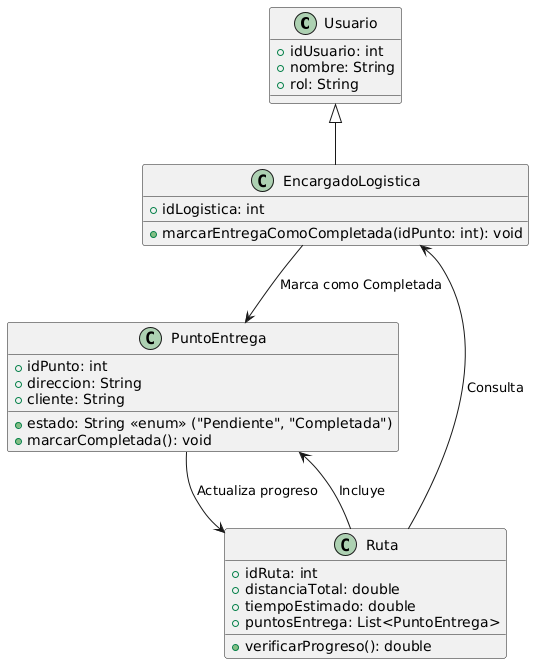 C Usuario
idUsuario: int
nombre: String
rol: String
C EncargadoLogistica
idLogistica: int
marcarEntregaComoCompletada(idPunto: int): void
Marca como Completada
C PuntoEntrega
idPunto: int
direccion: String
cliente: String
estado: String «enum» ("Pendiente", "Completada")
marcarCompletada(): void
Consulta
Actualiza progreso
Incluye
C Ruta
idRuta: int
distanciaTotal: double
tiempoEstimado: double
puntosEntrega: List<PuntoEntrega>
verificarProgreso(): double